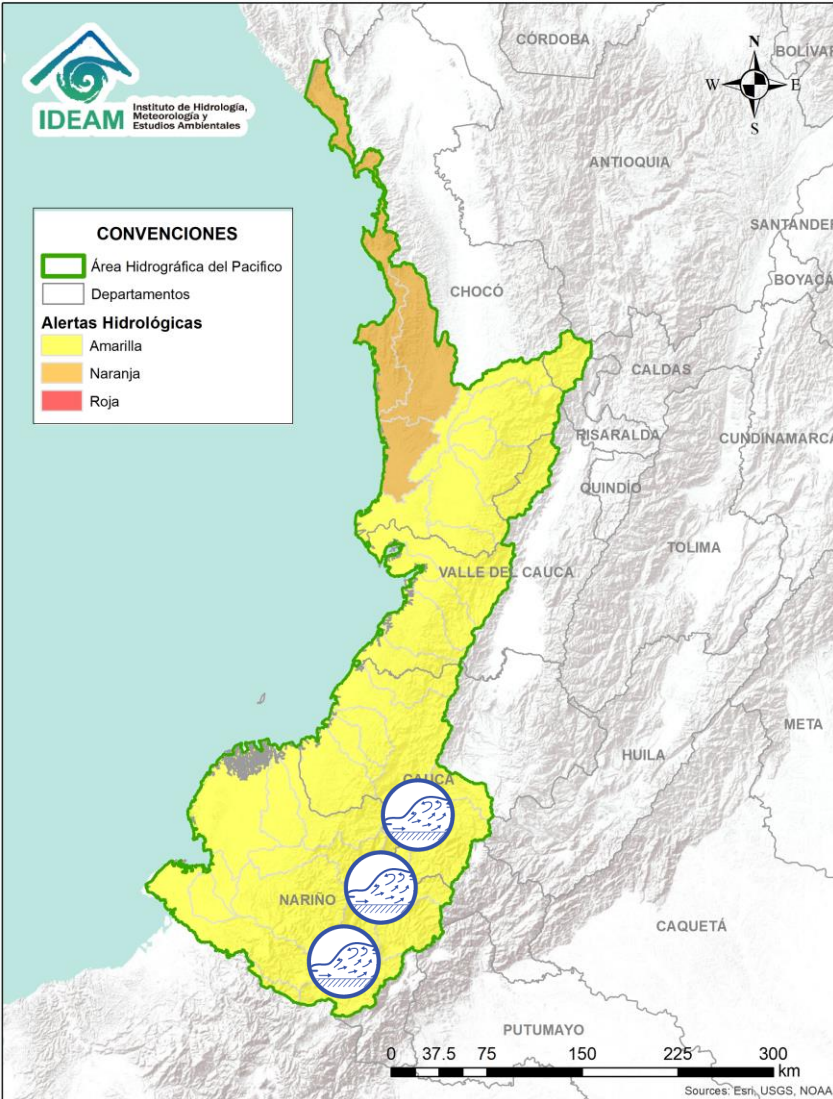 IDEAM
Instituto de Hidrología,
Meteorología y
Estudios Ambientales
N
W
E
S
CÓRDOBA
BOLÍVAR
ANTIOQUIA
SANTANDER
BOYACÁ
CHOCÓ
CONVENCIONES
Área Hidrográfica del Pacifico
Departamentos
Alertas Hidrológicas
Amarilla
Naranja
Roja
CALDAS
RISARALDA
CUNDINAMARCA
QUINDÍO
TOLIMA
VALLE DEL CAUCA
META
HUILA
CAUCA
NARIÑO
CAQUETÁ
PUTUMAYO
0 37.5 75 150 225 300
km
Sources: Esri, USGS, NOAA